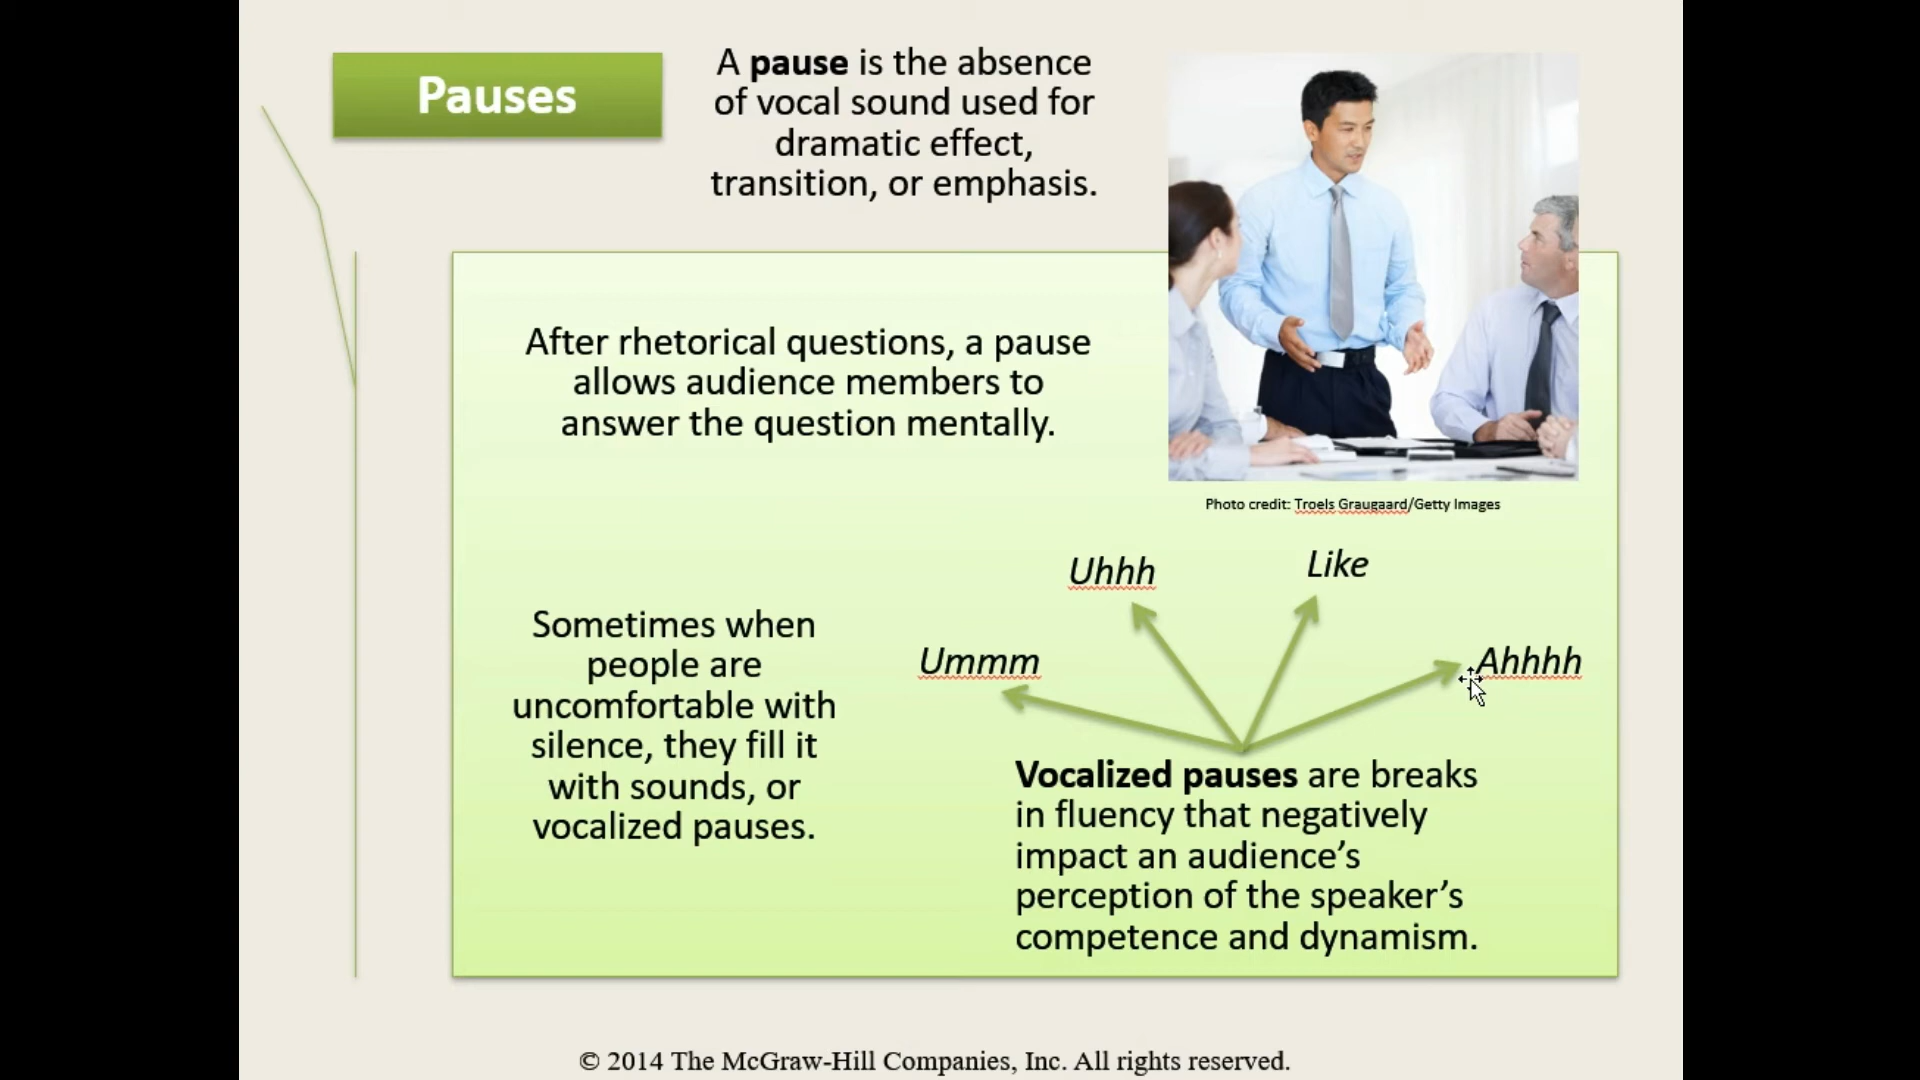 Pauses
A pause is the absence
of vocal sound used for
dramatic effect,
transition, or emphasis.
After rhetorical questions, a pause
allows audience members to
answer the question mentally.
Photo credit: Troels Graugaard/Getty Images
Uhhh
Like
Ummm
Ahhhh
Sometimes when
people are
uncomfortable with
silence, they fill it
with sounds, or
vocalized pauses.
Vocalized pauses are breaks
in fluency that negatively
impact an audience’s
perception of the speaker’s
competence and dynamism.
© 2014 The McGraw-Hill Companies, Inc. All rights reserved.